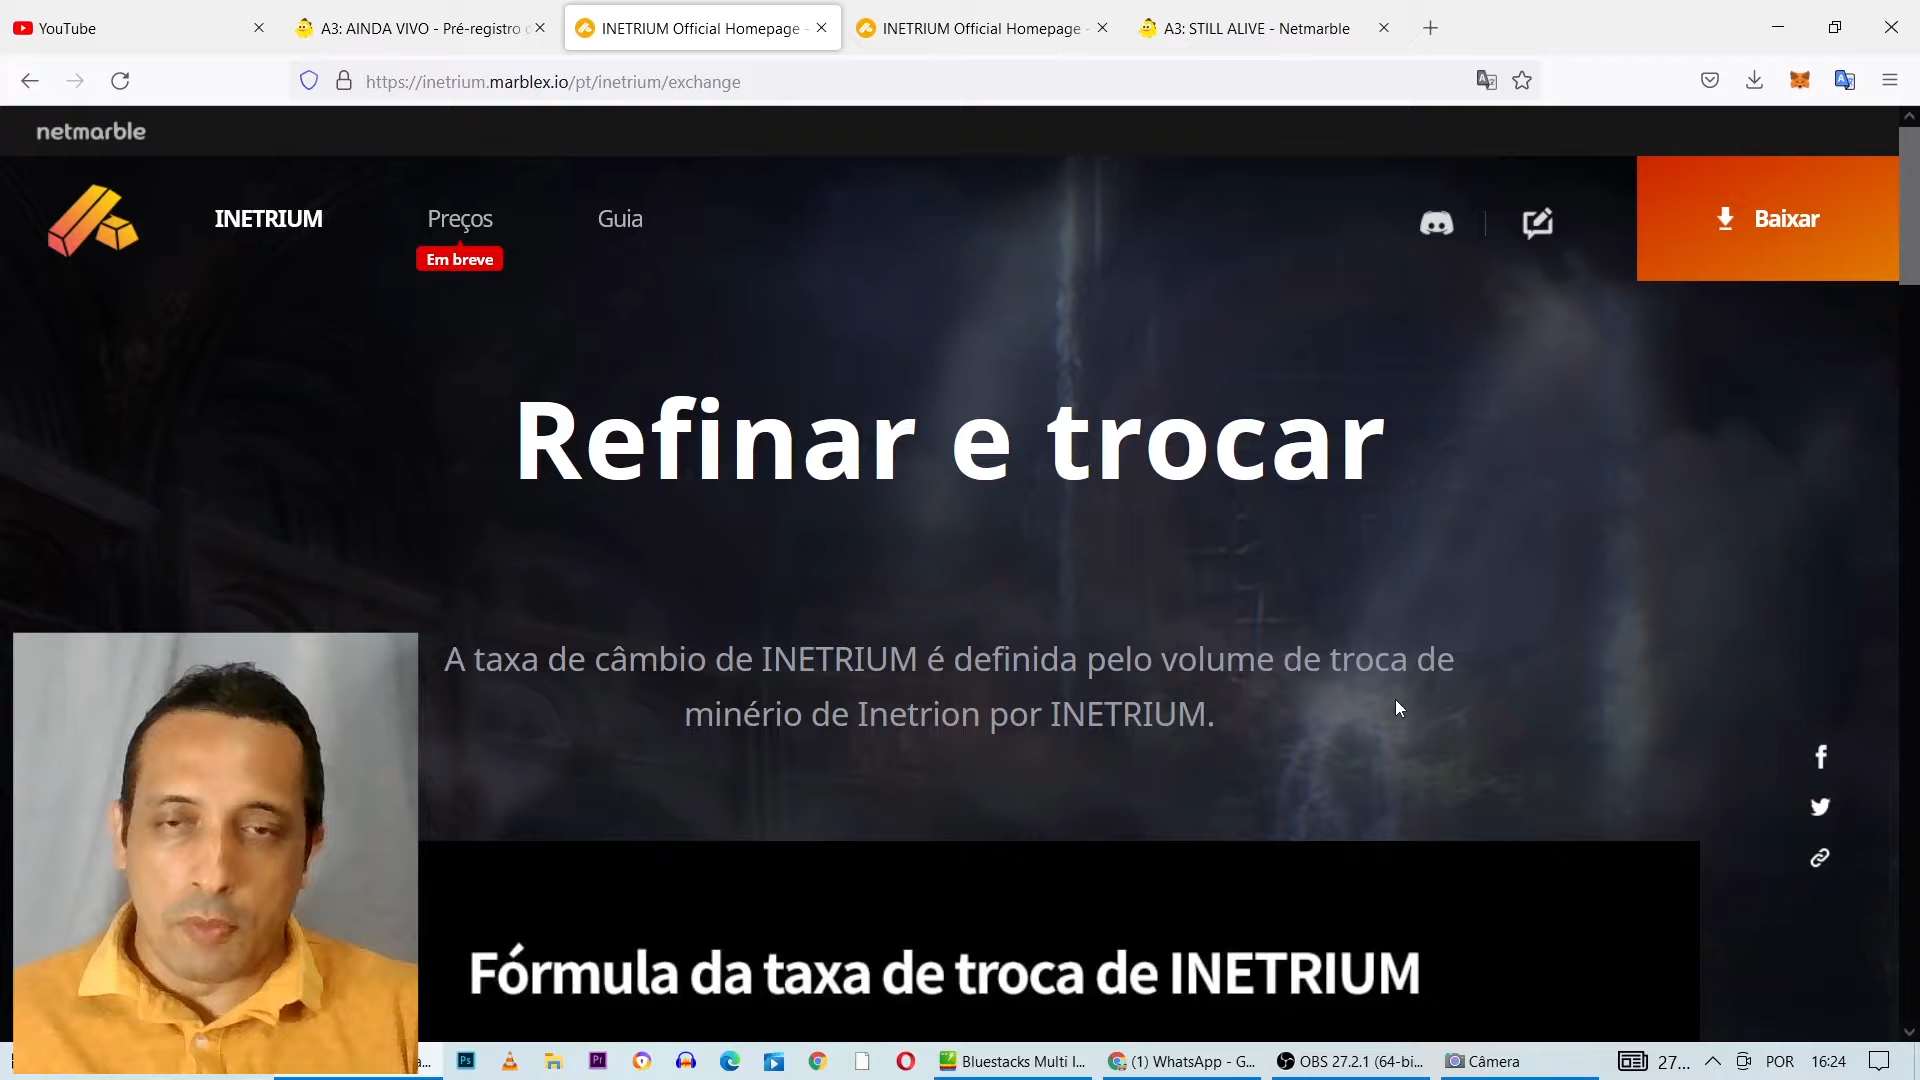 YouTube
A3: AINDA VIVO - Pré-registro
INETRIUM Official Homepage -
INETRIUM Official Homepage -
A3: STILL ALIVE - Netmarble
https://inetrium.marblex.io/pt/inetrium/exchange
netmarble
INETRIUM
Preços
Guia
Em breve
Baixar
Refinar e trocar
A taxa de câmbio de INETRIUM é definida pelo volume de troca de
minério de Inetrion por INETRIUM.
Fórmula da taxa de troca de INETRIUM
Bluestacks Multi I...
(1) WhatsApp - G...
OBS 27.2.1 (64-bi...
Câmera
27...
POR
16:24